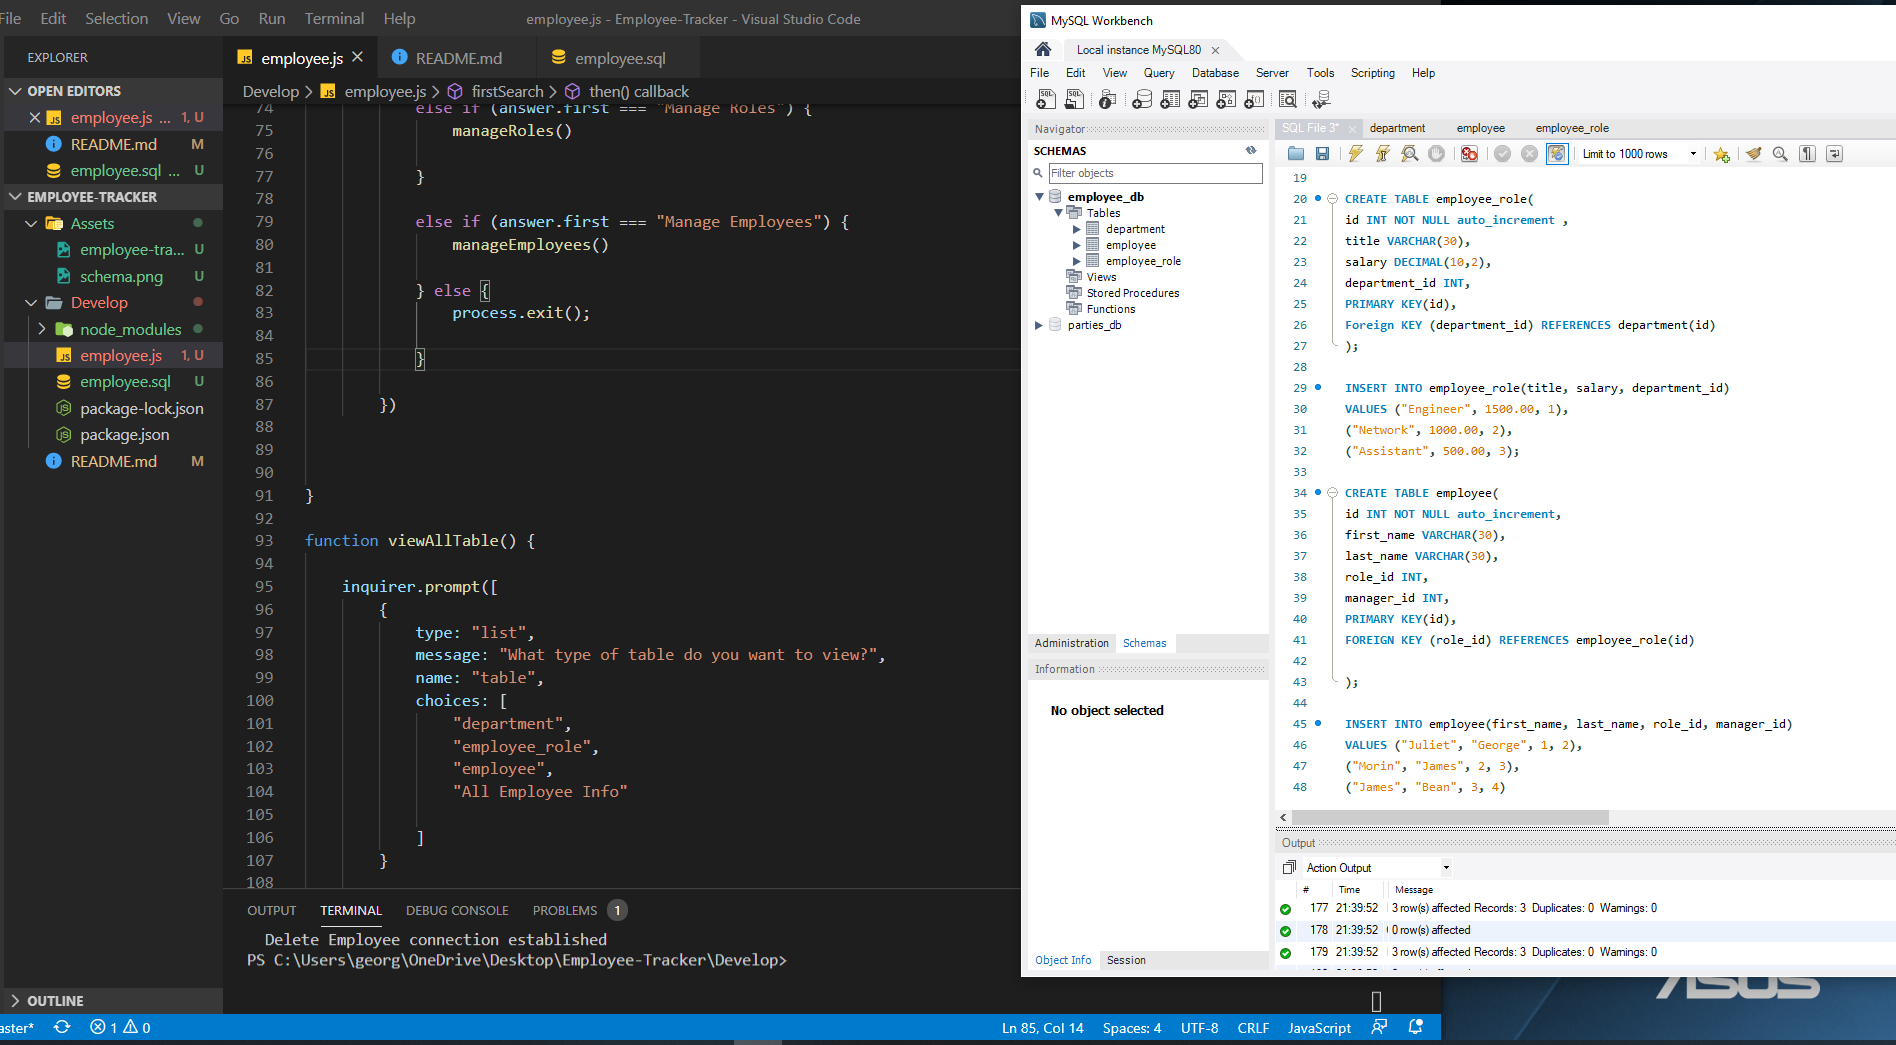 File Edit Selection View Go Run Terminal Help
employee.js - Employee-Tracker - Visual Studio Code
EXPLORER
OPEN EDITORS
employee.js ... 1, U
README.md M
employee.sql ... U
EMPLOYEE-TRACKER
Assets
employee-tra... U
schema.png U
Develop
node_modules
employee.js 1, U
employee.sql U
package-lock.json
package.json
README.md M
OUTLINE
employee.js
README.md
employee.sql
Develop > employee.js > firstSearch > then() callback
74 else if (answer.first === "Manage Roles") {
75 manageRoles()
76
77 }
78
79 else if (answer.first === "Manage Employees") {
80 manageEmployees()
81
82 } else {
83 process.exit();
84
85 }
86
87 })
88
89
90
91 }
92
93 function viewAllTable() {
94
95 inquirer.prompt([
96 {
97 type: "list",
98 message: "What type of table do you want to view?",
99 name: "table",
100 choices: [
101 "department",
102 "employee_role",
103 "employee",
104 "All Employee Info"
105
106 ]
107 }
108
OUTPUT TERMINAL DEBUG CONSOLE PROBLEMS 1
Delete Employee connection established
PS C:\Users\georg\OneDrive\Desktop\Employee-Tracker\Develop>
aster* 1 0
Ln 85, Col 14 Spaces: 4 UTF-8 CRLF JavaScript
MySQL Workbench
Local instance MySQL80
File Edit View Query Database Server Tools Scripting Help
Navigator
SCHEMAS
Filter objects
employee_db
Tables
department
employee
employee_role
Views
Stored Procedures
Functions
parties_db
Administration Schemas
Information
No object selected
Object Info Session
SQL File 3* department employee employee_role
Limit to 1000 rows
19
20 CREATE TABLE employee_role(
21 id INT NOT NULL auto_increment ,
22 title VARCHAR(30),
23 salary DECIMAL(10,2),
24 department_id INT,
25 PRIMARY KEY(id),
26 Foreign KEY (department_id) REFERENCES department(id)
27 );
28
29 INSERT INTO employee_role(title, salary, department_id)
30 VALUES ("Engineer", 1500.00, 1),
31 ("Network", 1000.00, 2),
32 ("Assistant", 500.00, 3);
33
34 CREATE TABLE employee(
35 id INT NOT NULL auto_increment,
36 first_name VARCHAR(30),
37 last_name VARCHAR(30),
38 role_id INT,
39 manager_id INT,
40 PRIMARY KEY(id),
41 FOREIGN KEY (role_id) REFERENCES employee_role(id)
42
43 );
44
45 INSERT INTO employee(first_name, last_name, role_id, manager_id)
46 VALUES ("Juliet", "George", 1, 2),
47 ("Morin", "James", 2, 3),
48 ("James", "Bean", 3, 4)
Output
Action Output
# Time Message
177 21:39:52 3 row(s) affected Records: 3 Duplicates: 0 Warnings: 0
178 21:39:52 0 row(s) affected
179 21:39:52 3 row(s) affected Records: 3 Duplicates: 0 Warnings: 0
ASUS